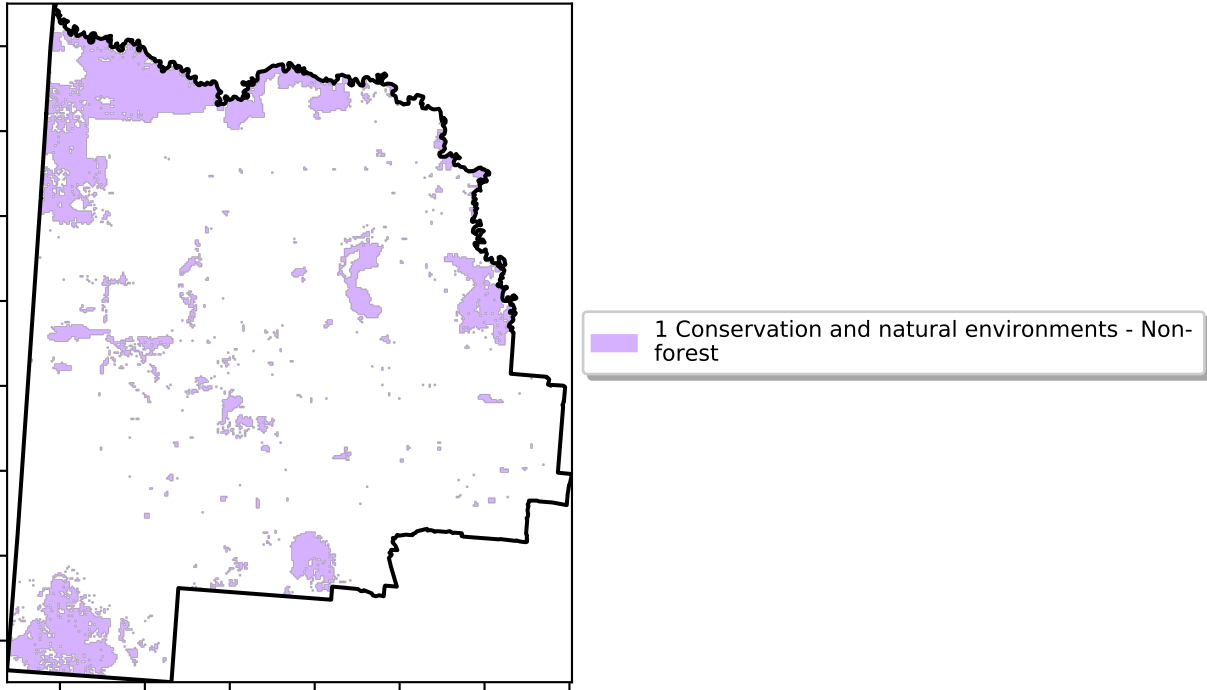 1 Conservation and natural environments - Non-
forest